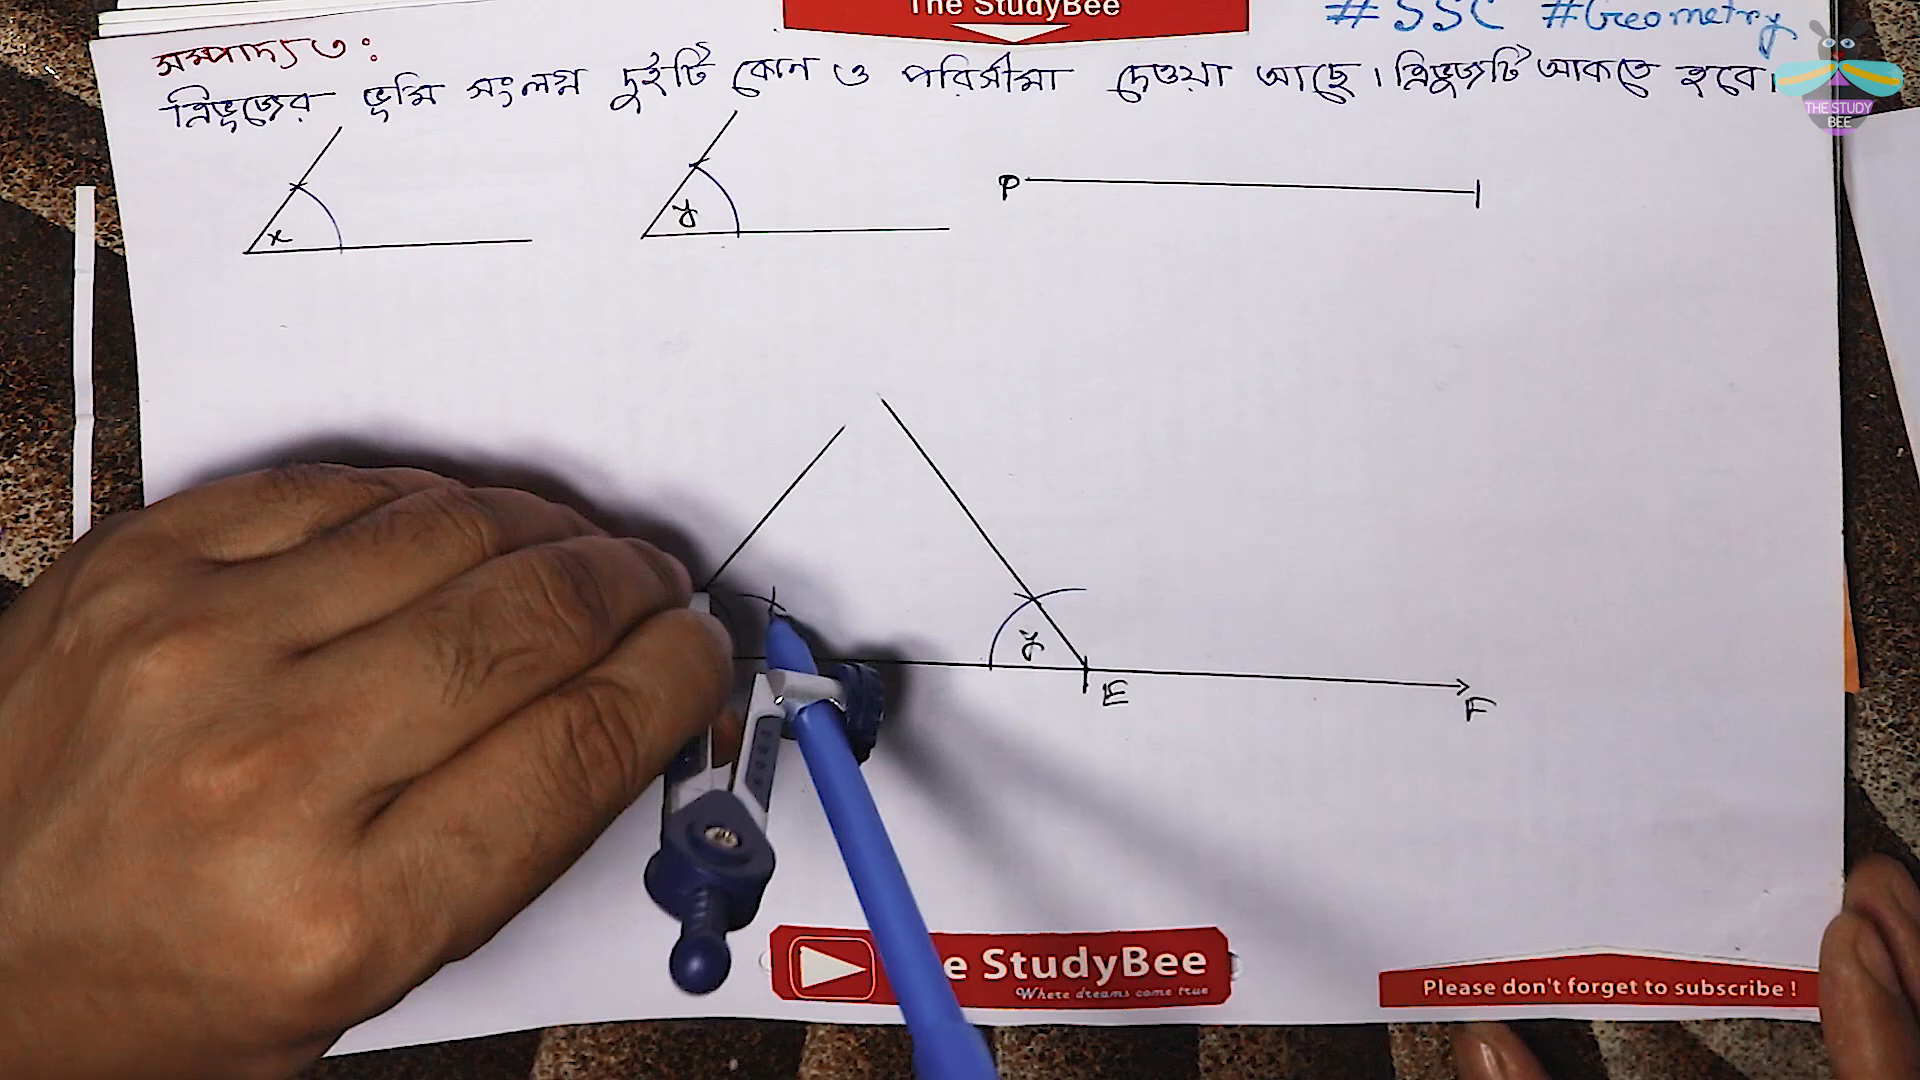 The StudyBee
#SSC #Geometry
সম্পাদ্য ৩ :
ত্রিভুজের ভূমি সংলগ্ন দুইটি কোন ও পরিসীমা দেওয়া আছে। ত্রিভুজটি আকতে হবে।
THE STUDY
BEE
x
y
P
y
E
F
e StudyBee
Where dreams come true
Please don't forget to subscribe !